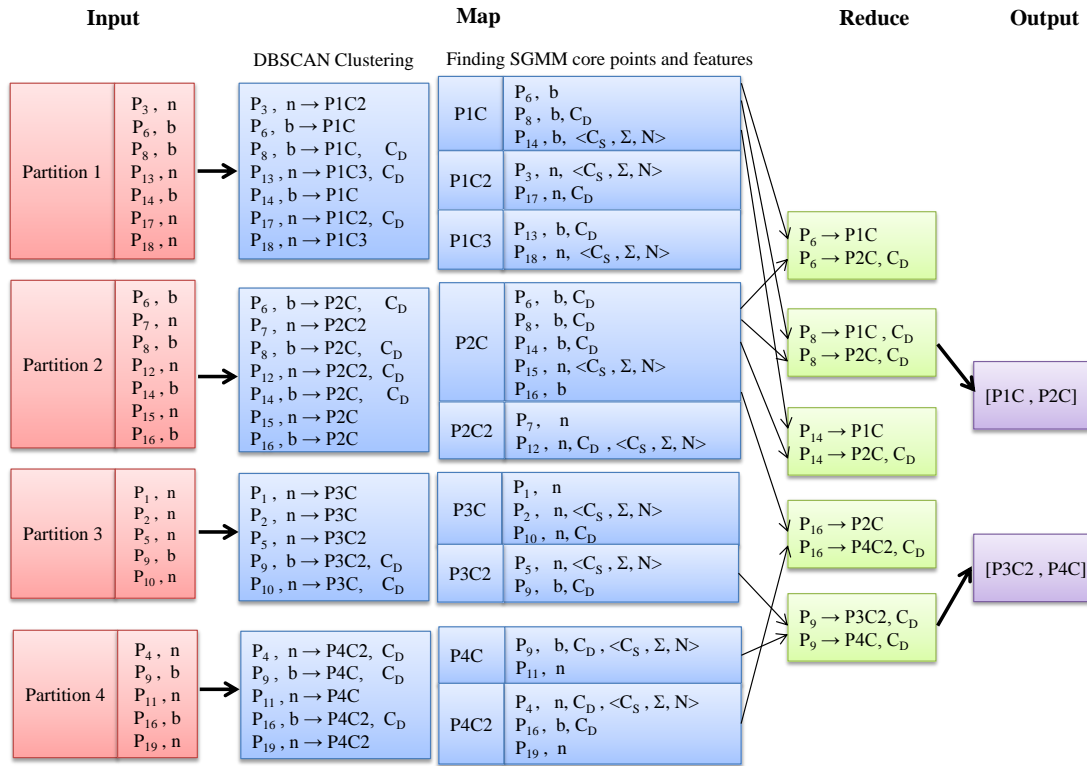 Input
Map
Reduce
Output
DBSCAN Clustering
Finding SGMM core points and features
Partition 1
P3 , n
P6 , b
P8 , b
P13 , n
P14 , b
P17 , n
P18 , n
P3 , n → P1C2
P6 , b → P1C
P8 , b → P1C, CD
P13 , n → P1C3, CD
P14 , b → P1C
P17 , n → P1C2, CD
P18 , n → P1C3
P1C
P6 , b
P8 , b, CD
P14 , b, <CS , Σ, N>
P1C2
P3 , n, <CS , Σ, N>
P17 , n, CD
P1C3
P13 , b, CD
P18 , n, <CS , Σ, N>
Partition 2
P6 , b
P7 , n
P8 , b
P12 , n
P14 , b
P15 , n
P16 , b
P6 , b → P2C, CD
P7 , n → P2C2
P8 , b → P2C, CD
P12 , n → P2C2, CD
P14 , b → P2C, CD
P15 , n → P2C
P16 , b → P2C
P2C
P6 , b, CD
P8 , b, CD
P14 , b, CD
P15 , n, <CS , Σ, N>
P16 , b
P2C2
P7 , n
P12 , n, CD , <CS , Σ, N>
Partition 3
P1 , n
P2 , n
P5 , n
P9 , b
P10 , n
P1 , n → P3C
P2 , n → P3C
P5 , n → P3C2
P9 , b → P3C2, CD
P10 , n → P3C, CD
P3C
P1 , n
P2 , n, <CS , Σ, N>
P10 , n, CD
P3C2
P5 , n, <CS , Σ, N>
P9 , b, CD
Partition 4
P4 , n
P9 , b
P11 , n
P16 , b
P19 , n
P4 , n → P4C2, CD
P9 , b → P4C, CD
P11 , n → P4C
P16 , b → P4C2, CD
P19 , n → P4C2
P4C
P9 , b, CD , <CS , Σ, N>
P11 , n
P4C2
P4 , n, CD , <CS , Σ, N>
P16 , b, CD
P19 , n
P6 → P1C
P6 → P2C, CD
P8 → P1C , CD
P8 → P2C, CD
P14 → P1C
P14 → P2C, CD
P16 → P2C
P16 → P4C2, CD
P9 → P3C2, CD
P9 → P4C, CD
[P1C , P2C]
[P3C2 , P4C]